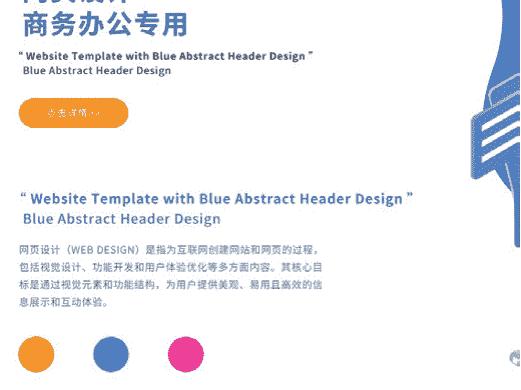 商务办公专用
“ Website Template with Blue Abstract Header Design ”
Blue Abstract Header Design
“ Website Template with Blue Abstract Header Design ”
Blue Abstract Header Design
网页设计（WEB DESIGN）是指为互联网创建网站和网页的过程，
包括视觉设计、功能开发和用户体验优化等多方面内容。其核心目
标是通过视觉元素和功能结构，为用户提供美观、易用且高效的信
息展示和互动体验。